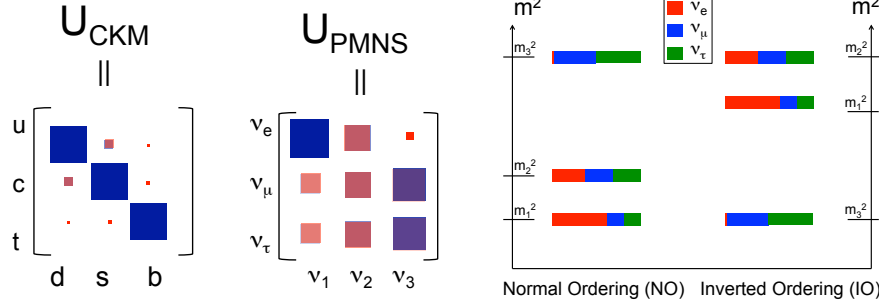 U_CKM
=
u
c
t
d s b
U_PMNS
=
ν_e
ν_μ
ν_τ
ν_1 ν_2 ν_3
m²
m_3²
m_2²
m_1²
ν_e
ν_μ
ν_τ
m²
m_2²
m_1²
m_3²
Normal Ordering (NO) Inverted Ordering (IO)